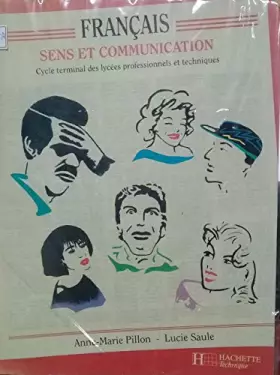 FRANÇAIS
SENS ET COMMUNICATION
Cycle terminal des lycées professionnels et techniques
Anne-Marie Pillon - Lucie Saule
H HACHETTE
Technique